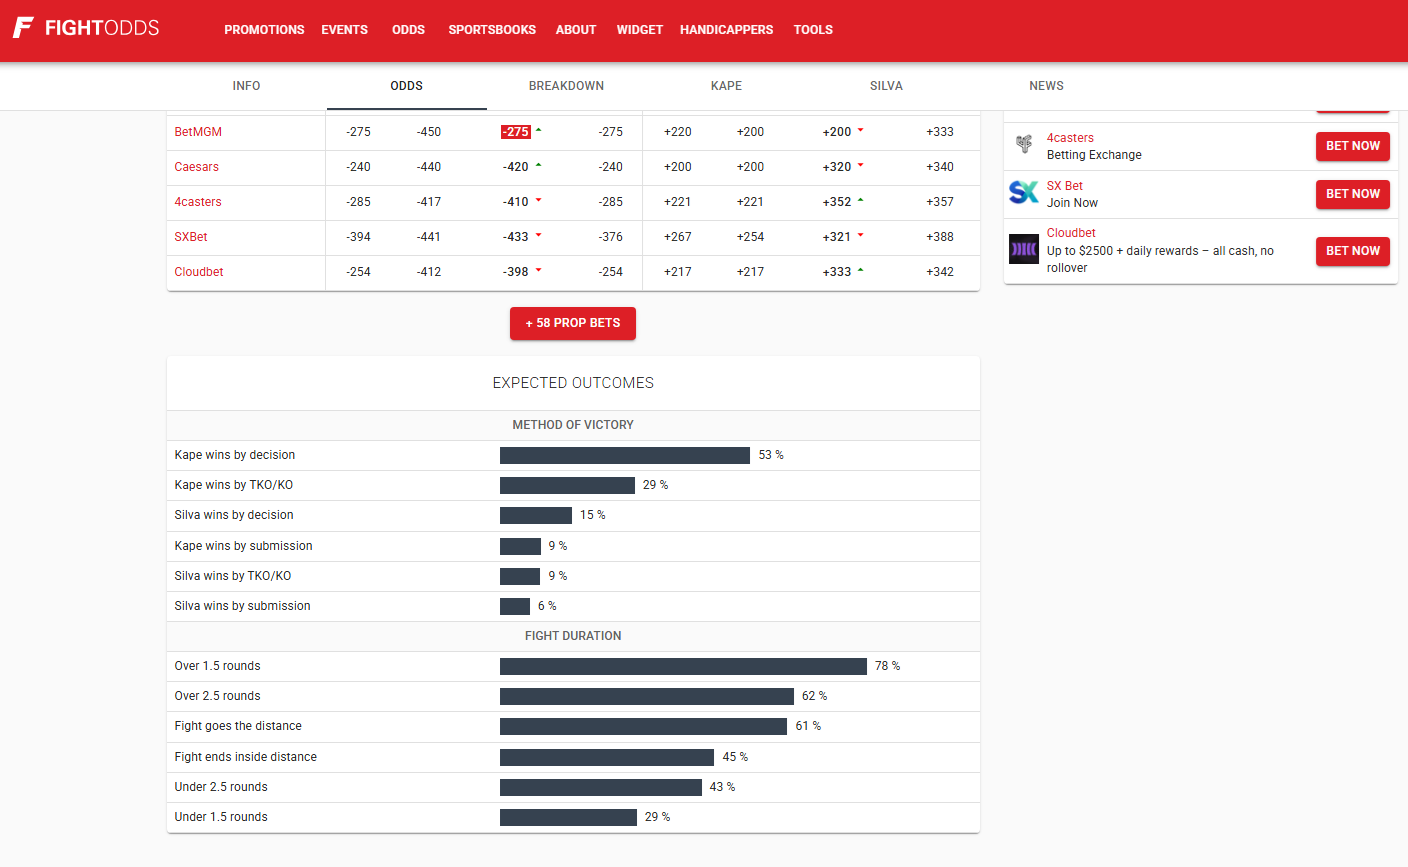 FIGHTODDS
PROMOTIONS EVENTS ODDS SPORTSBOOKS ABOUT WIDGET HANDICAPPERS TOOLS
INFO ODDS BREAKDOWN KAPE SILVA NEWS
BetMGM -275 -450 -275 -275 +220 +200 +200 +333
Caesars -240 -440 -420 -240 +200 +200 +320 +340
4casters -285 -417 -410 -285 +221 +221 +352 +357
SXBet -394 -441 -433 -376 +267 +254 +321 +388
Cloudbet -254 -412 -398 -254 +217 +217 +333 +342
4casters
Betting Exchange
BET NOW
SX Bet
Join Now
BET NOW
Cloudbet
Up to $2500 + daily rewards – all cash, no
rollover
BET NOW
+ 58 PROP BETS
EXPECTED OUTCOMES
METHOD OF VICTORY
Kape wins by decision 53 %
Kape wins by TKO/KO 29 %
Silva wins by decision 15 %
Kape wins by submission 9 %
Silva wins by TKO/KO 9 %
Silva wins by submission 6 %
FIGHT DURATION
Over 1.5 rounds 78 %
Over 2.5 rounds 62 %
Fight goes the distance 61 %
Fight ends inside distance 45 %
Under 2.5 rounds 43 %
Under 1.5 rounds 29 %